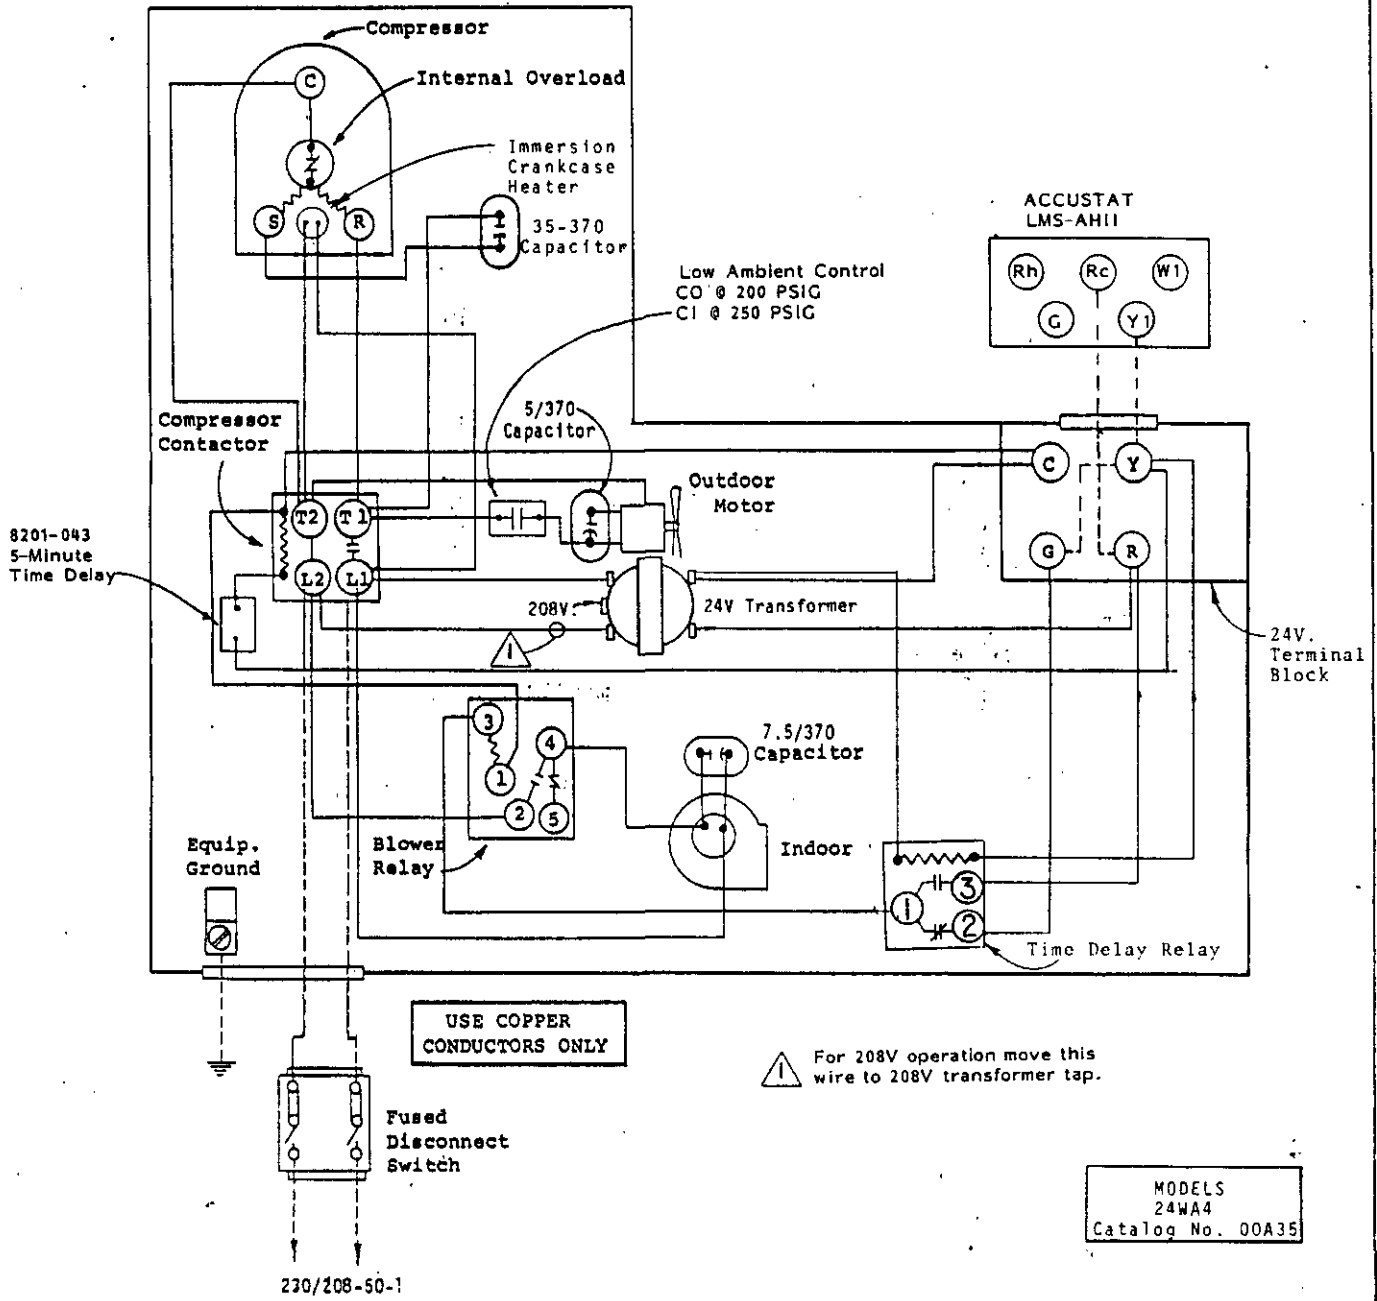 Compressor
C
Internal Overload
Immersion
Crankcase
Heater
S
R
35-370
Capacitor
ACCUSTAT
LMS-AH11
Rh
Rc
W1
G
Y1
Low Ambient Control
CO @ 200 PSIG
CI @ 250 PSIG
Compressor
Contactor
5/370
Capacitor
C
Y
Outdoor
Motor
8201-043
5-Minute
Time Delay
T2
T1
L2
L1
G
R
208V.
24V Transformer
1
24V.
Terminal
Block
3
4
1
2
5
7.5/370
Capacitor
Equip.
Ground
Blower
Relay
Indoor
1
3
2
Time Delay Relay
USE COPPER
CONDUCTORS ONLY
1
For 208V operation move this
wire to 208V transformer tap.
Fused
Disconnect
Switch
MODELS
24WA4
Catalog No. 00A35
230/208-50-1